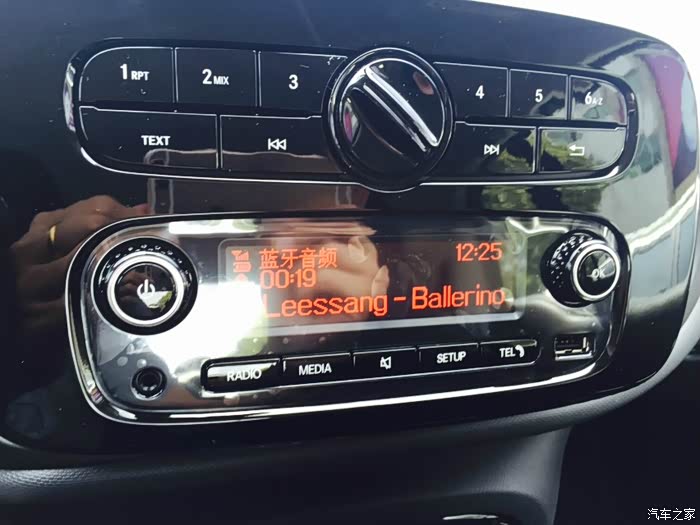 1 RPT 2 MIX 3 4 5 6 A-Z
TEXT
蓝牙音频 12:25
00:19
Leessang - Ballerino
OK
RADIO MEDIA SETUP TEL
汽车之家